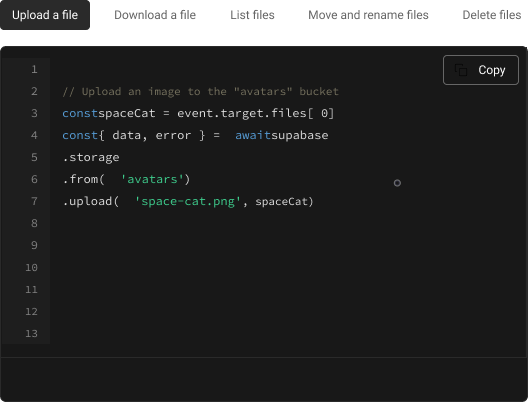 Upload a file Download a file List files Move and rename files Delete files
Copy
1
2 // Upload an image to the "avatars" bucket
3 constspaceCat = event.target.files[ 0]
4 const{ data, error } = awaitsupabase
5 .storage
6 .from( 'avatars')
7 .upload( 'space-cat.png', spaceCat)
8
9
10
11
12
13